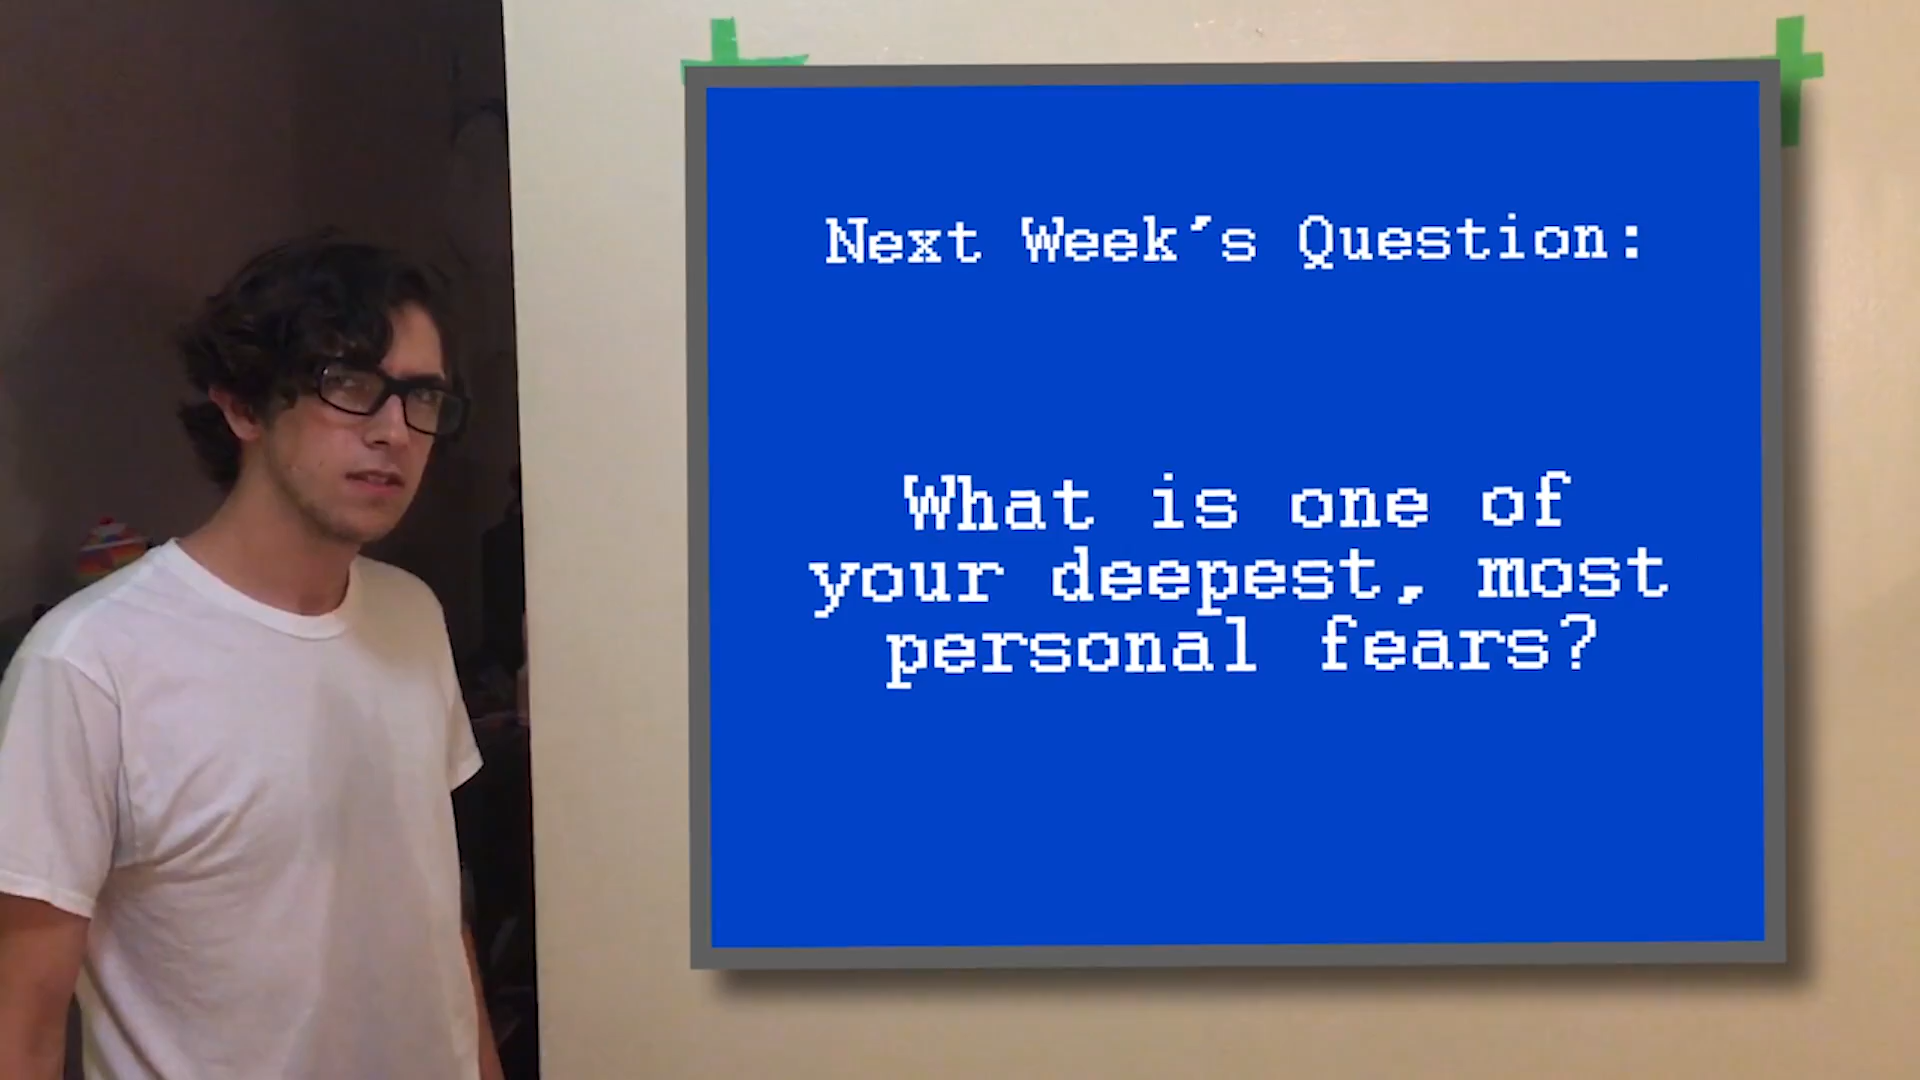 Next Week's Question:
What is one of
your deepest, most
personal fears?